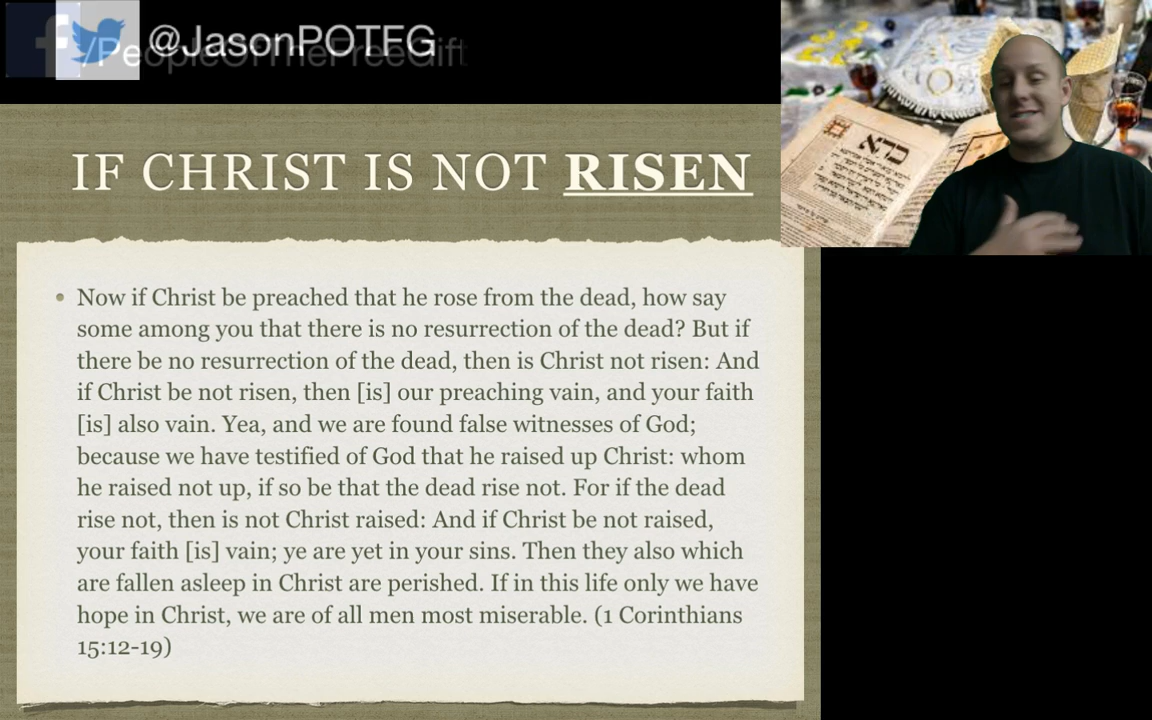 @JasonPOTFG
/PeopleOfTheFreeGift
IF CHRIST IS NOT RISEN
• Now if Christ be preached that he rose from the dead, how say
some among you that there is no resurrection of the dead? But if
there be no resurrection of the dead, then is Christ not risen: And
if Christ be not risen, then [is] our preaching vain, and your faith
[is] also vain. Yea, and we are found false witnesses of God;
because we have testified of God that he raised up Christ: whom
he raised not up, if so be that the dead rise not. For if the dead
rise not, then is not Christ raised: And if Christ be not raised,
your faith [is] vain; ye are yet in your sins. Then they also which
are fallen asleep in Christ are perished. If in this life only we have
hope in Christ, we are of all men most miserable. (1 Corinthians
15:12-19)